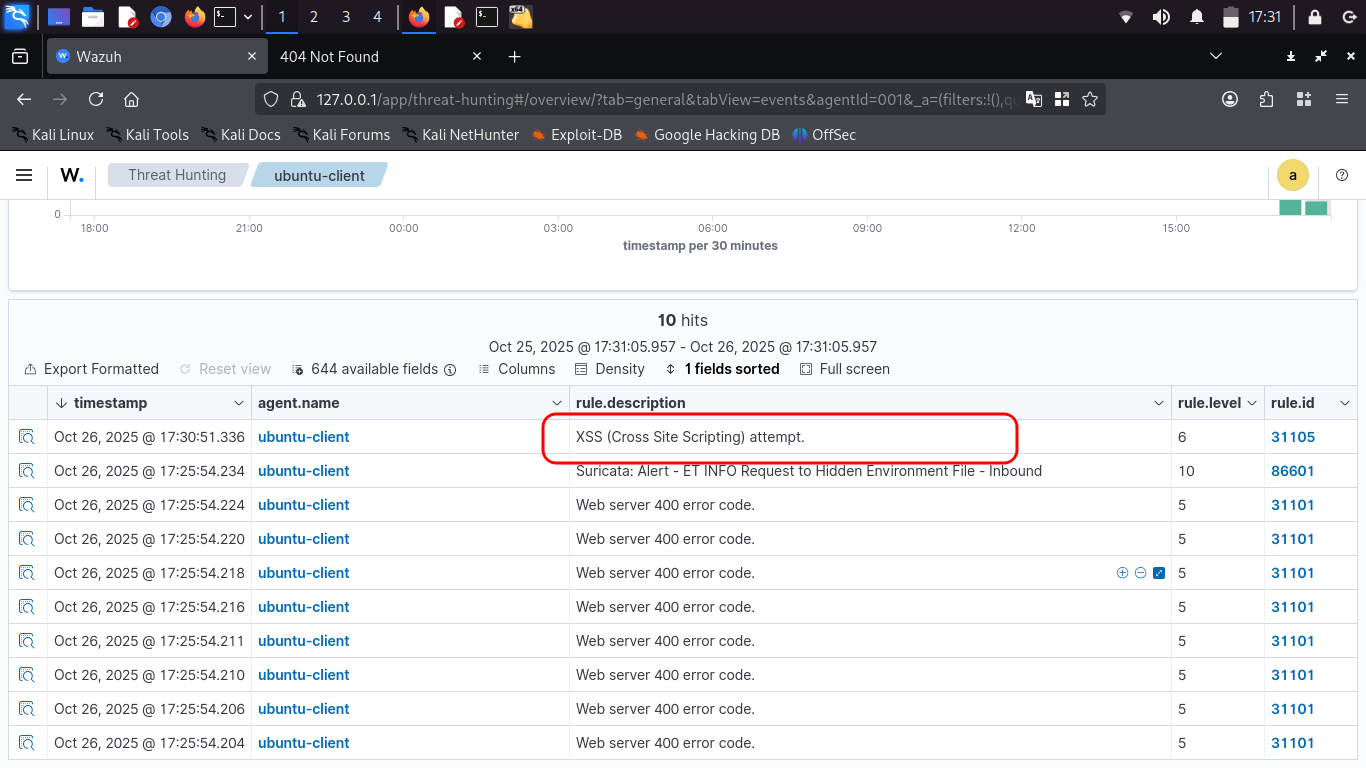 1 2 3 4 17:31
Wazuh 404 Not Found
127.0.0.1/app/threat-hunting#/overview/?tab=general&tabView=events&agentId=001&_a=(filters:!(),qu
Kali Linux Kali Tools Kali Docs Kali Forums Kali NetHunter Exploit-DB Google Hacking DB OffSec
W. Threat Hunting ubuntu-client a
0
18:00 21:00 00:00 03:00 06:00 09:00 12:00 15:00
timestamp per 30 minutes
10 hits
Oct 25, 2025 @ 17:31:05.957 - Oct 26, 2025 @ 17:31:05.957
Export Formatted Reset view 644 available fields Columns Density 1 fields sorted Full screen
timestamp agent.name rule.description rule.level rule.id
Oct 26, 2025 @ 17:30:51.336 ubuntu-client XSS (Cross Site Scripting) attempt. 6 31105
Oct 26, 2025 @ 17:25:54.234 ubuntu-client Suricata: Alert - ET INFO Request to Hidden Environment File - Inbound 10 86601
Oct 26, 2025 @ 17:25:54.224 ubuntu-client Web server 400 error code. 5 31101
Oct 26, 2025 @ 17:25:54.220 ubuntu-client Web server 400 error code. 5 31101
Oct 26, 2025 @ 17:25:54.218 ubuntu-client Web server 400 error code. 5 31101
Oct 26, 2025 @ 17:25:54.216 ubuntu-client Web server 400 error code. 5 31101
Oct 26, 2025 @ 17:25:54.211 ubuntu-client Web server 400 error code. 5 31101
Oct 26, 2025 @ 17:25:54.210 ubuntu-client Web server 400 error code. 5 31101
Oct 26, 2025 @ 17:25:54.206 ubuntu-client Web server 400 error code. 5 31101
Oct 26, 2025 @ 17:25:54.204 ubuntu-client Web server 400 error code. 5 31101